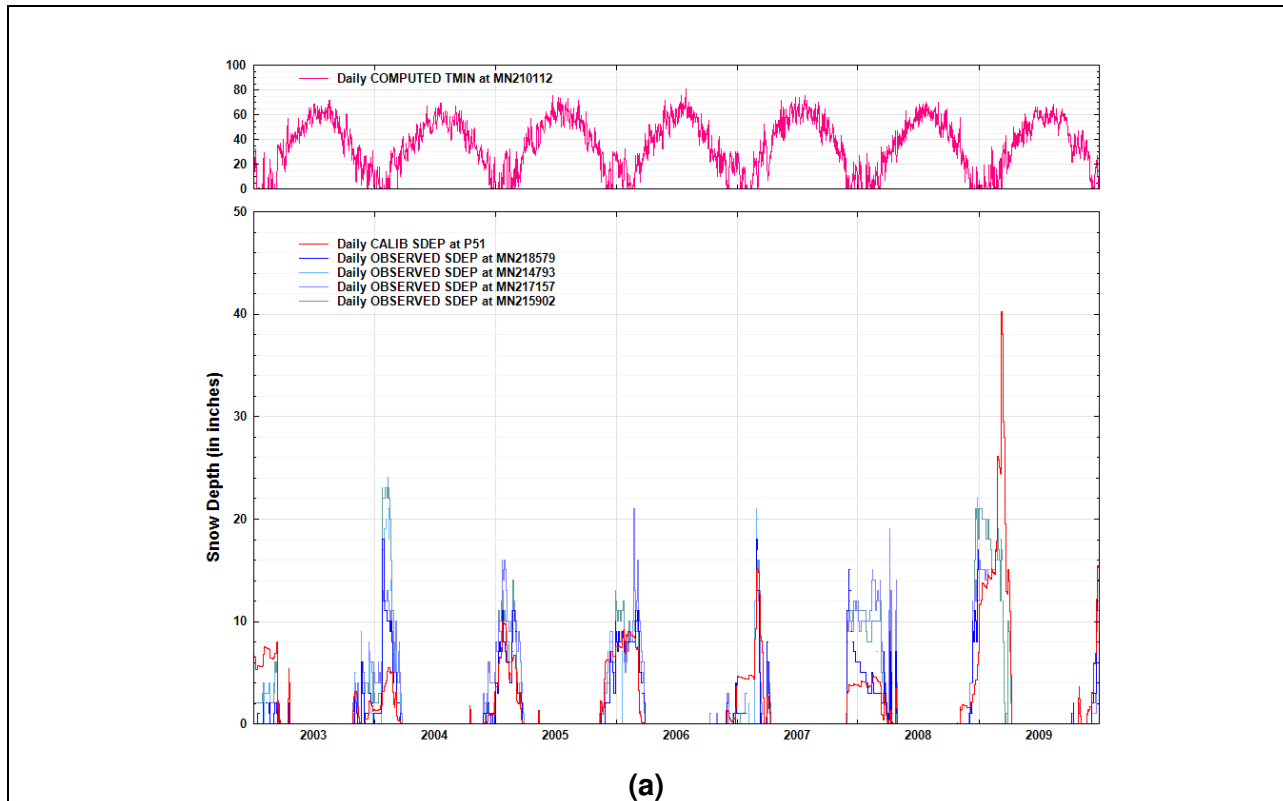 100
80
60
40
20
0
Daily COMPUTED TMIN at MN210112
50
40
30
20
10
0
Snow Depth (in inches)
Daily CALIB SDEP at P51
Daily OBSERVED SDEP at MN218579
Daily OBSERVED SDEP at MN214793
Daily OBSERVED SDEP at MN217157
Daily OBSERVED SDEP at MN215902
2003 2004 2005 2006 2007 2008 2009
(a)